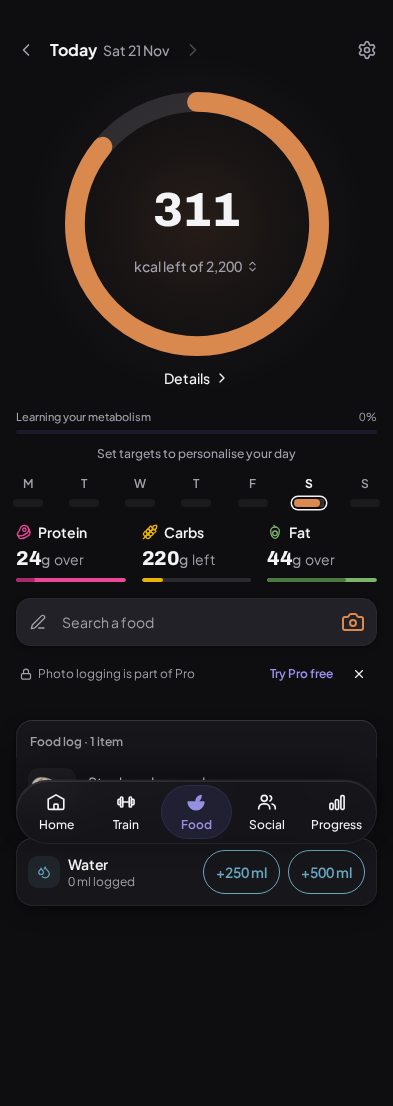 Today Sat 21 Nov
311
kcal left of 2,200
Details
Learning your metabolism 0%
Set targets to personalise your day
M T W T F S S
Protein Carbs Fat
24g over 220g left 44g over
Search a food
Photo logging is part of Pro Try Pro free
Food log · 1 item
Home Train Food Social Progress
Water
0 ml logged
+250 ml +500 ml